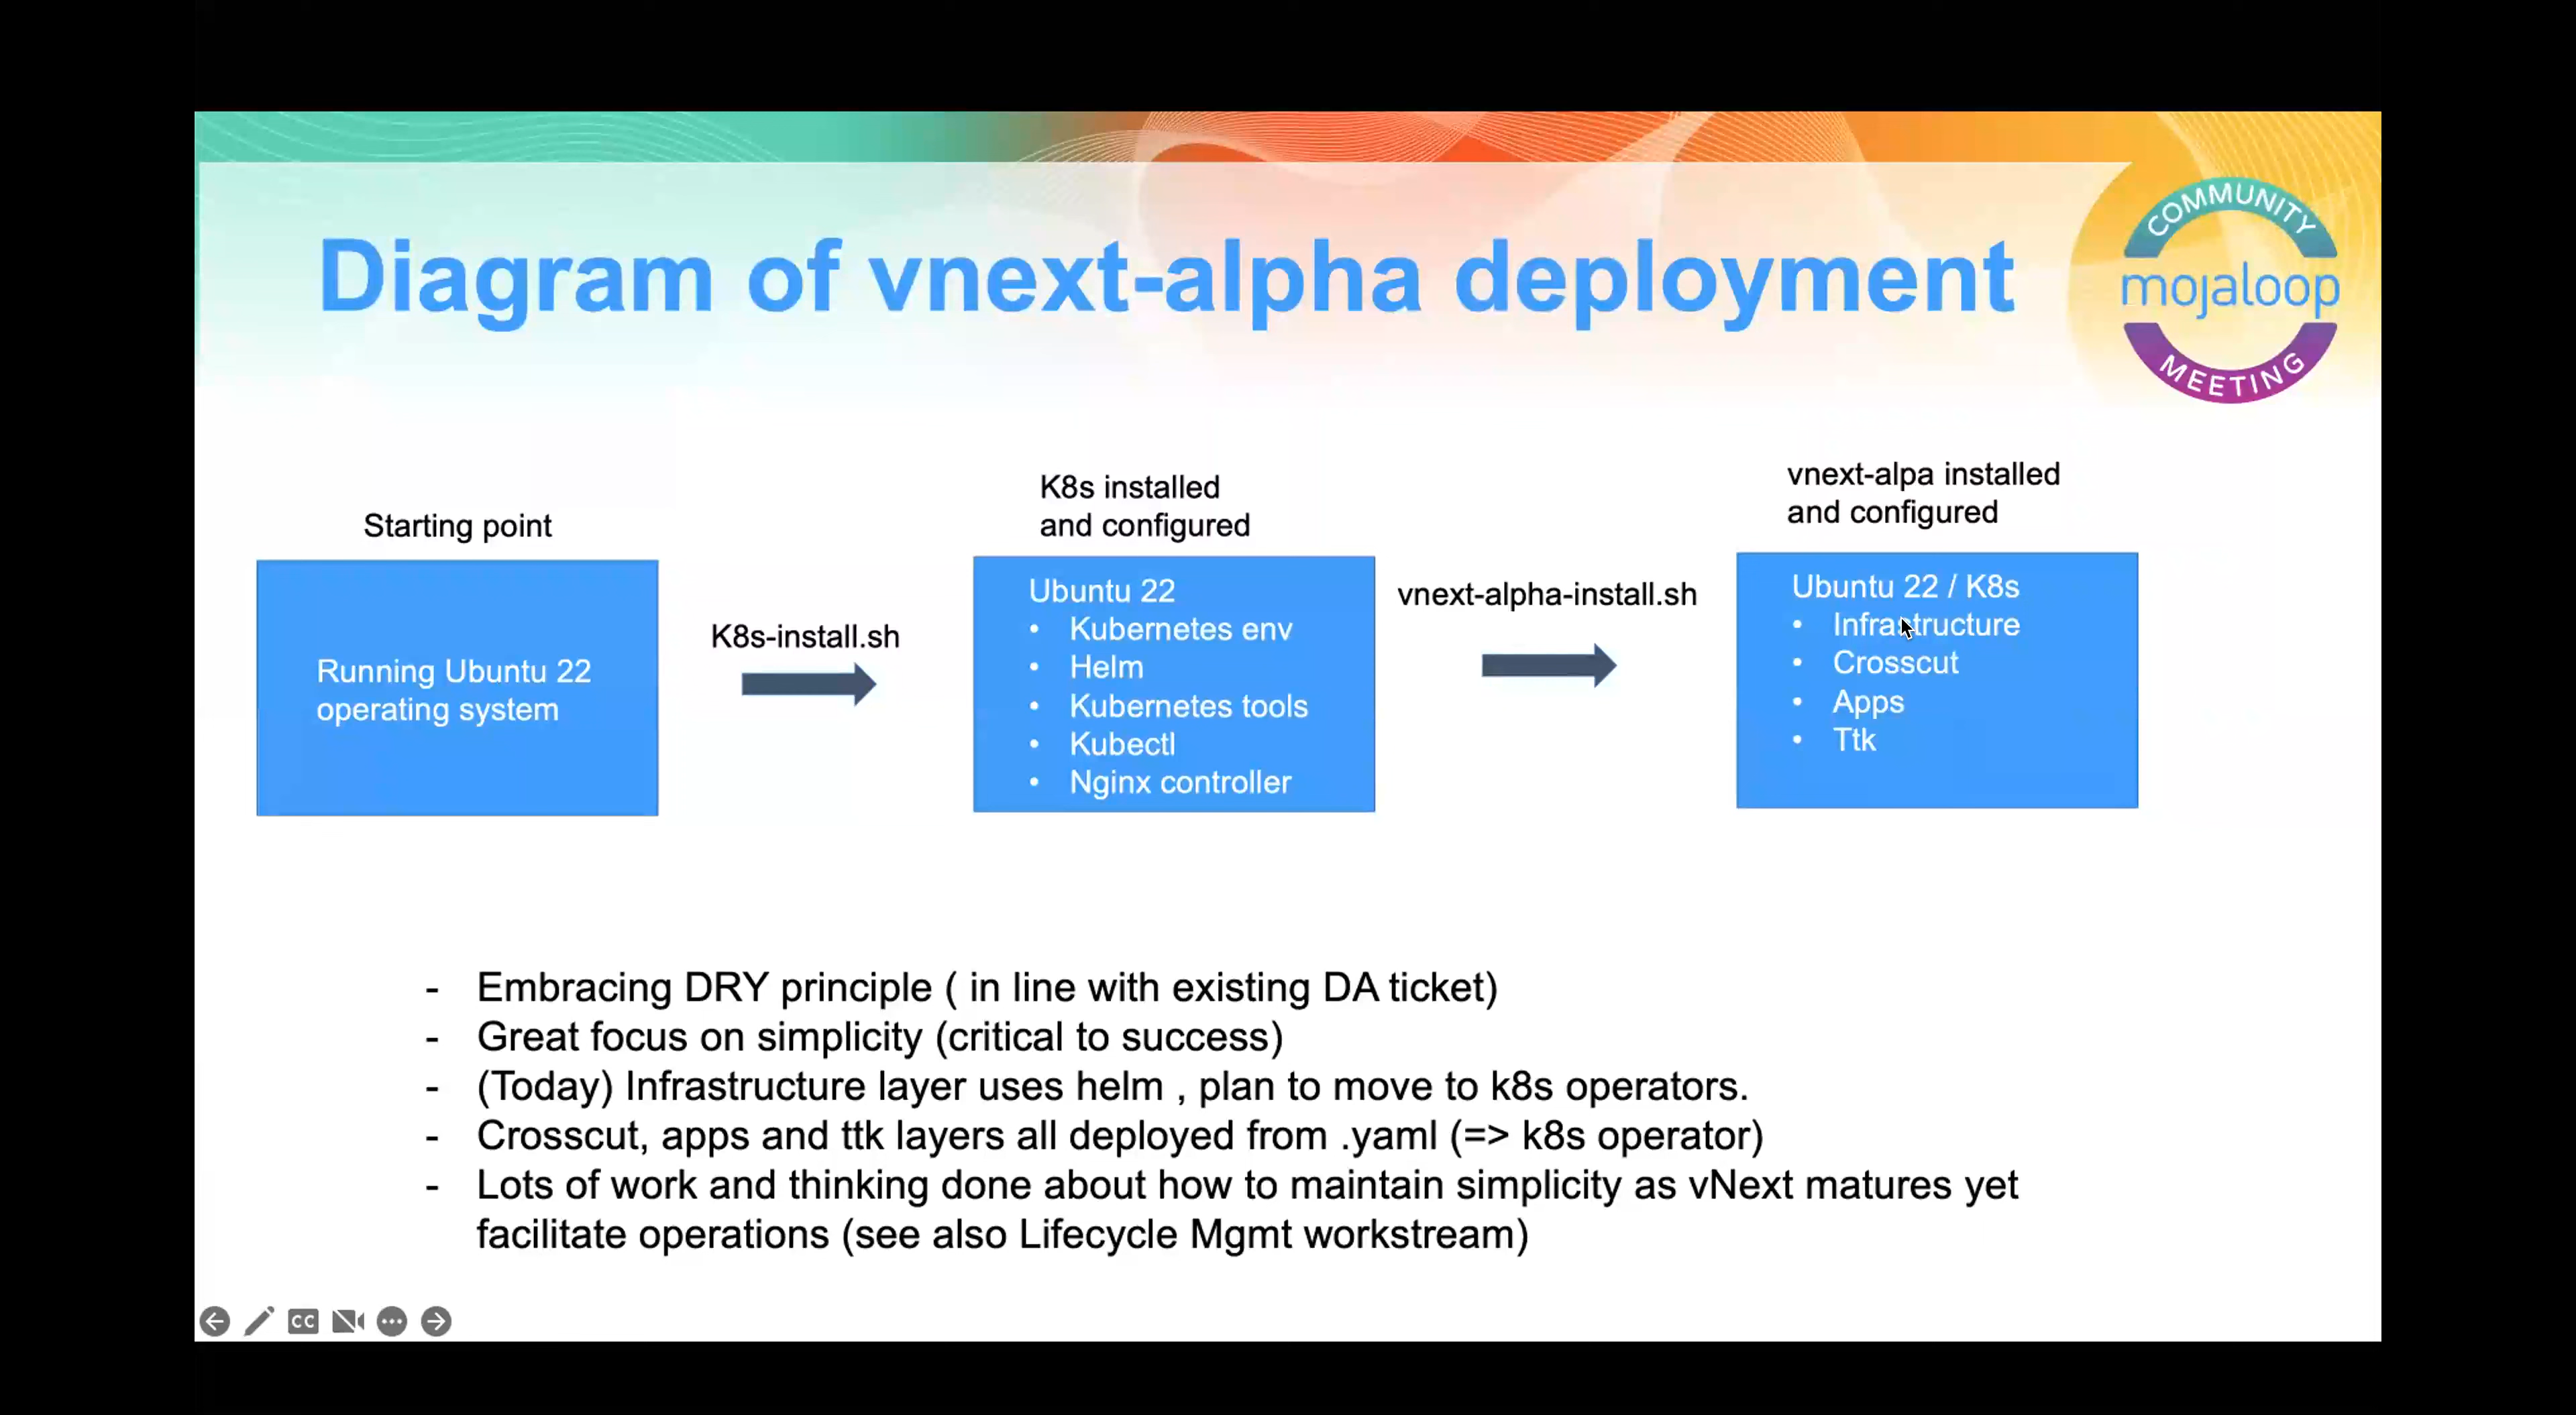 Diagram of vnext-alpha deployment
COMMUNITY
mojaloop
MEETING
Starting point
Running Ubuntu 22
operating system
K8s-install.sh
K8s installed
and configured
Ubuntu 22
• Kubernetes env
• Helm
• Kubernetes tools
• Kubectl
• Nginx controller
vnext-alpha-install.sh
vnext-alpa installed
and configured
Ubuntu 22 / K8s
• Infrastructure
• Crosscut
• Apps
• Ttk
- Embracing DRY principle ( in line with existing DA ticket)
- Great focus on simplicity (critical to success)
- (Today) Infrastructure layer uses helm , plan to move to k8s operators.
- Crosscut, apps and ttk layers all deployed from .yaml (=> k8s operator)
- Lots of work and thinking done about how to maintain simplicity as vNext matures yet
facilitate operations (see also Lifecycle Mgmt workstream)
CC